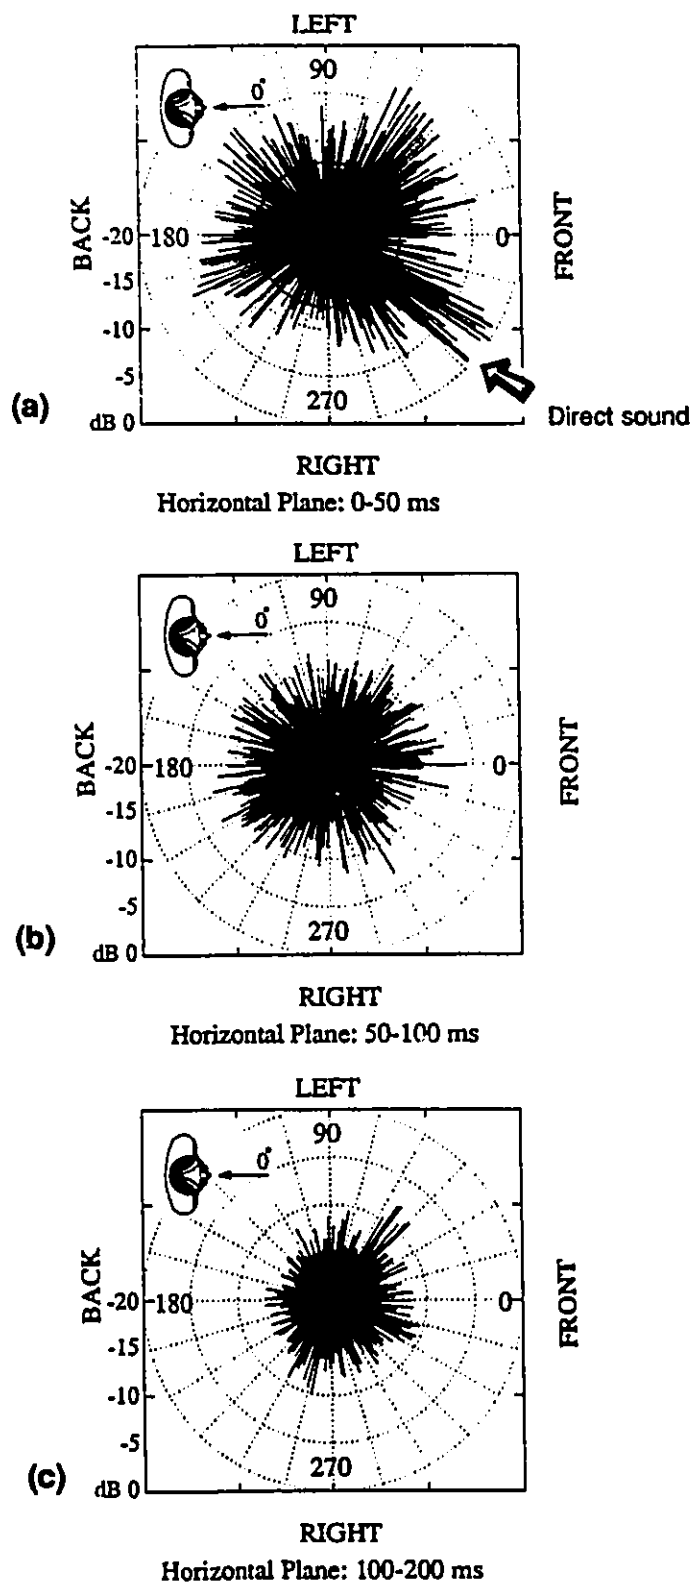 LEFT
90
0°
BACK
-20
180
0
FRONT
-15
-10
-5
(a)
270
dB 0
Direct sound
RIGHT
Horizontal Plane: 0-50 ms
LEFT
90
0°
BACK
-20
180
0
FRONT
-15
-10
-5
(b)
270
dB 0
RIGHT
Horizontal Plane: 50-100 ms
LEFT
90
0°
BACK
-20
180
0
FRONT
-15
-10
-5
270
(c)
dB 0
RIGHT
Horizontal Plane: 100-200 ms